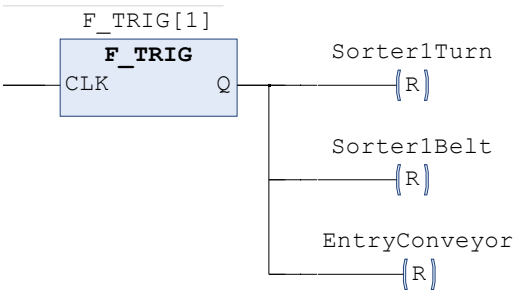 F_TRIG[1]
F_TRIG
CLK Q
Sorter1Turn
R
Sorter1Belt
R
EntryConveyor
R